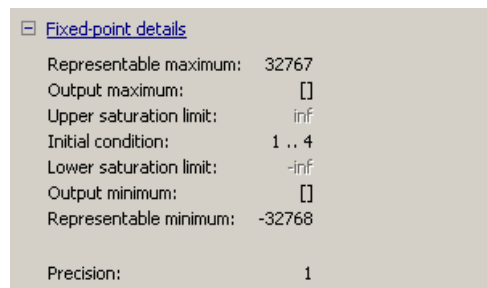 Fixed-point details
Representable maximum: 32767
Output maximum: []
Upper saturation limit: inf
Initial condition: 1 .. 4
Lower saturation limit: -inf
Output minimum: []
Representable minimum: -32768
Precision: 1